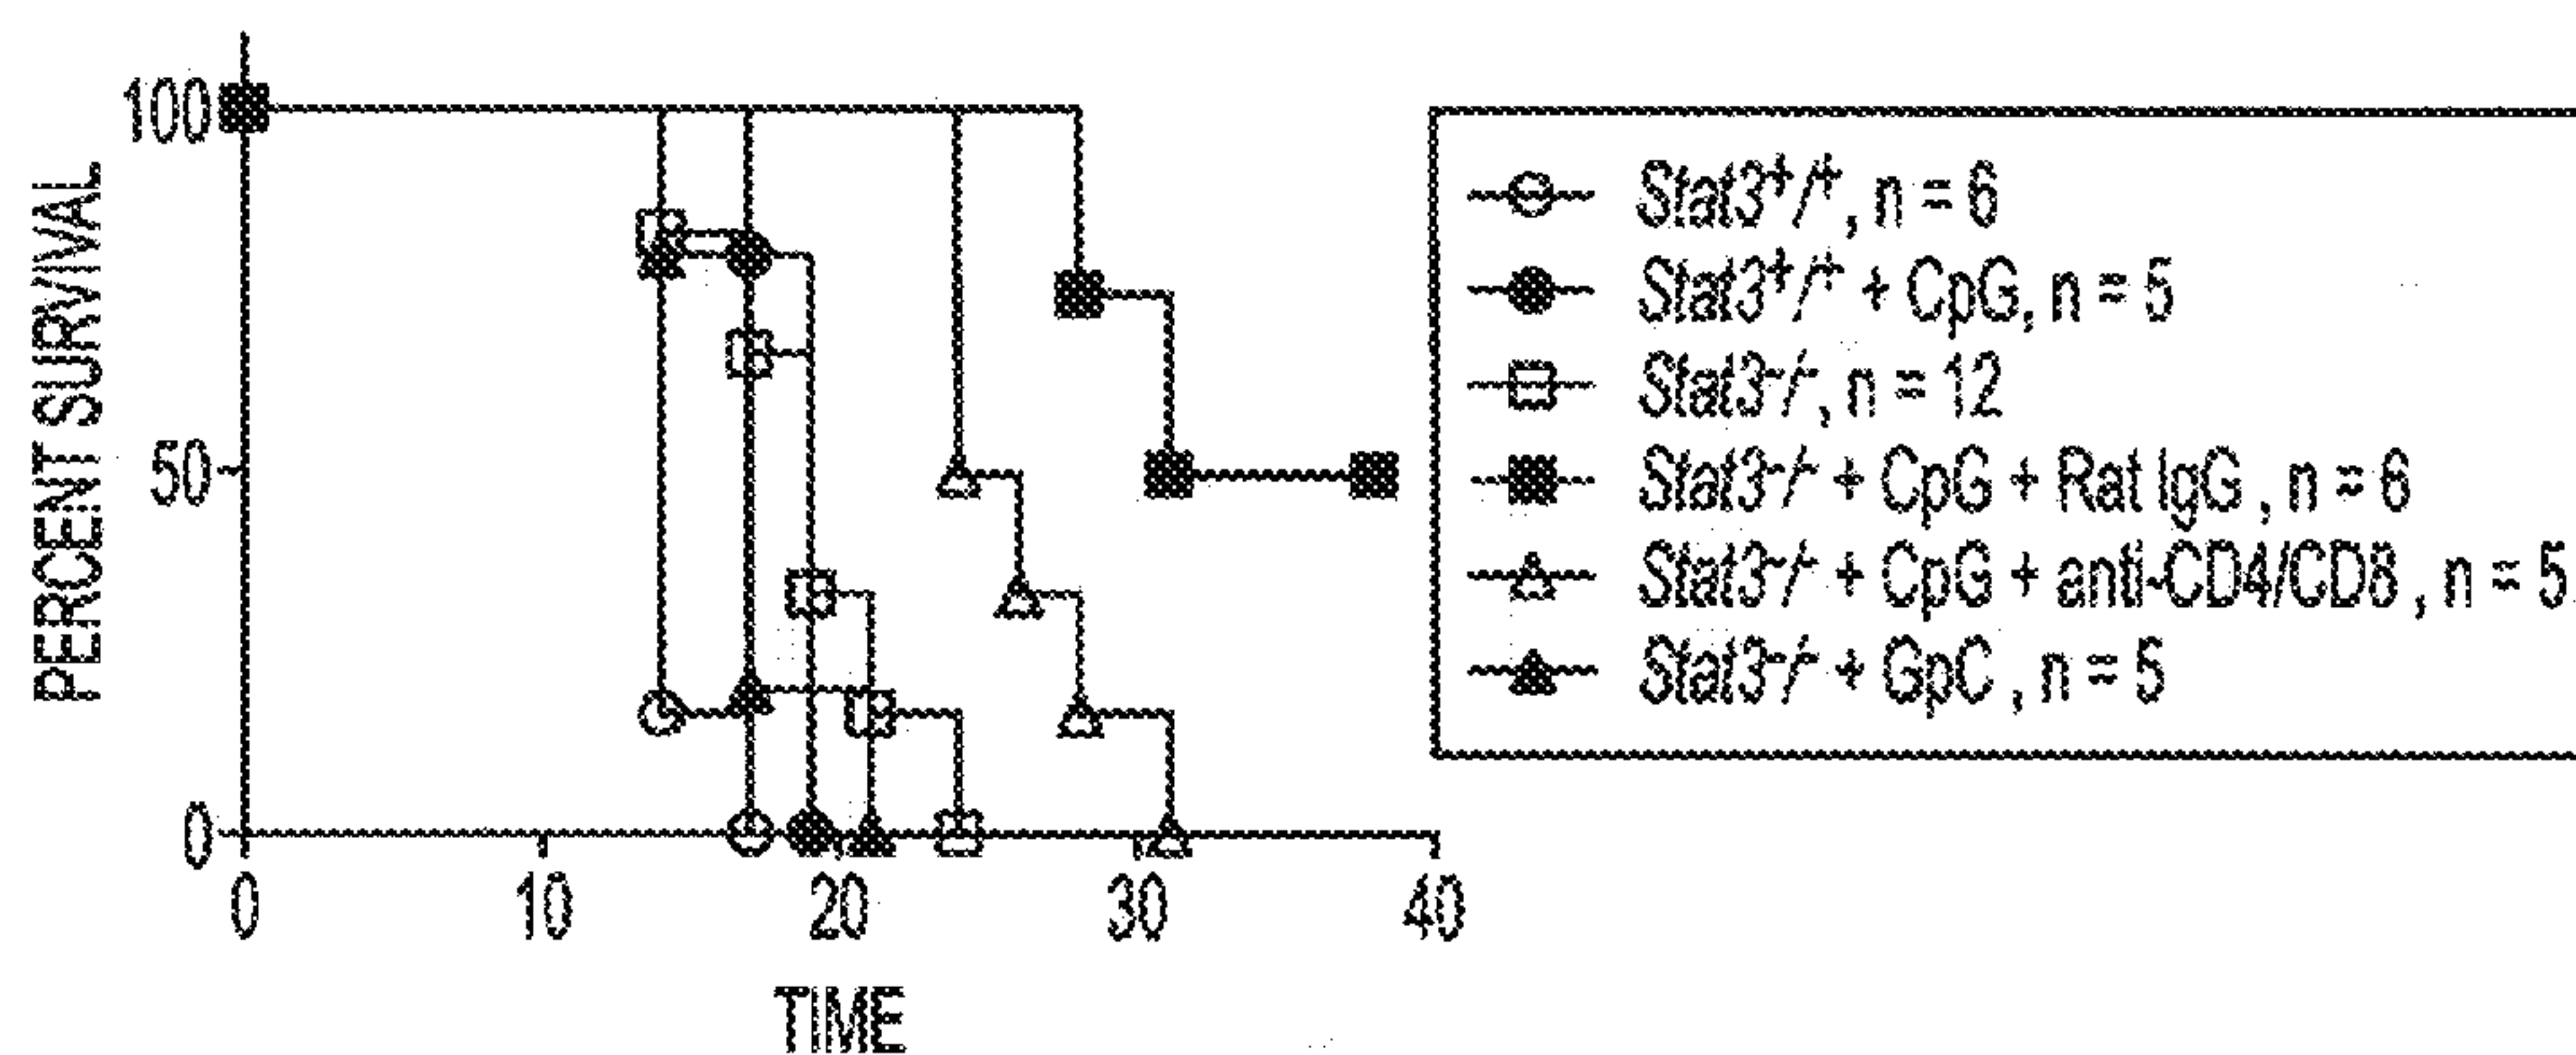 PERCENT SURVIVAL
100
50
0
0 10 20 30 40
TIME
Stat3+/+, n = 6
Stat3+/+ + CpG, n = 5
Stat3-/-, n = 12
Stat3-/- + CpG + Rat IgG, n = 6
Stat3-/- + CpG + anti-CD4/CD8, n = 5
Stat3-/- + GpC, n = 5